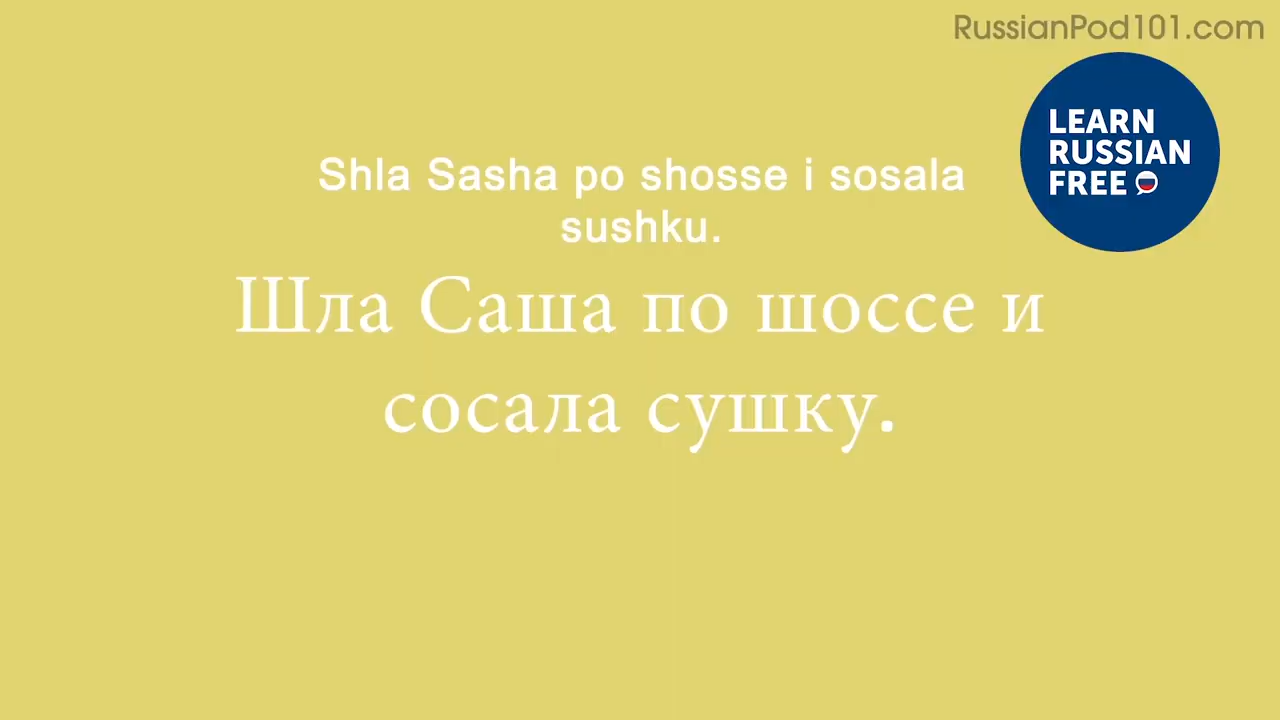 RussianPod101.com
LEARN
RUSSIAN
FREE
Shla Sasha po shosse i sosala
sushku.
Шла Саша по шоссе и
сосала сушку.